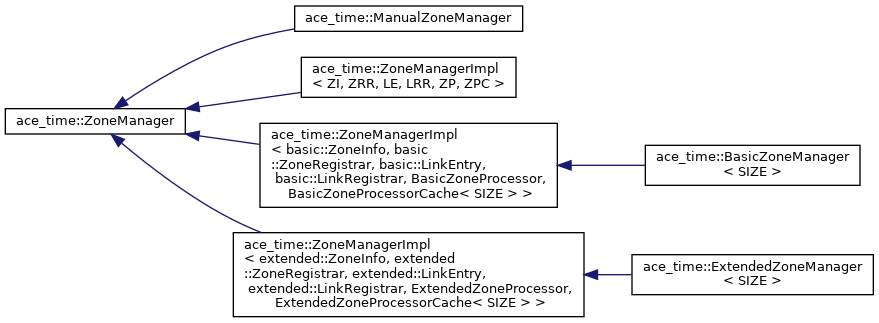 ace_time::ManualZoneManager
ace_time::ZoneManagerImpl
< ZI, ZRR, LE, LRR, ZP, ZPC >
ace_time::ZoneManager
ace_time::ZoneManagerImpl
< basic::ZoneInfo, basic
::ZoneRegistrar, basic::LinkEntry,
basic::LinkRegistrar, BasicZoneProcessor,
BasicZoneProcessorCache< SIZE > >
ace_time::BasicZoneManager
< SIZE >
ace_time::ZoneManagerImpl
< extended::ZoneInfo, extended
::ZoneRegistrar, extended::LinkEntry,
extended::LinkRegistrar, ExtendedZoneProcessor,
ExtendedZoneProcessorCache< SIZE > >
ace_time::ExtendedZoneManager
< SIZE >